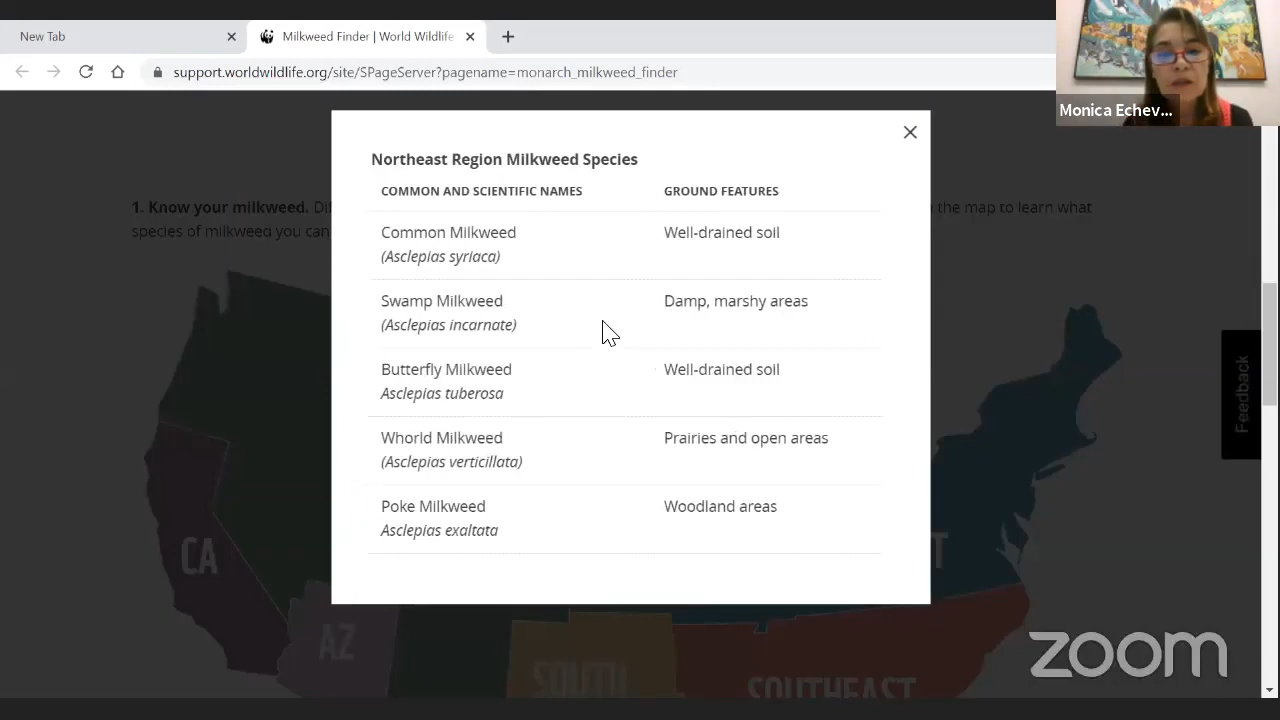 New Tab
Milkweed Finder | World Wildlife
support.worldwildlife.org/site/SPageServer?pagename=monarch_milkweed_finder
Monica Echev...
Northeast Region Milkweed Species
COMMON AND SCIENTIFIC NAMES GROUND FEATURES
1. Know your milkweed. the map to learn what
species of milkweed you can
Common Milkweed Well-drained soil
(Asclepias syriaca)
Swamp Milkweed Damp, marshy areas
(Asclepias incarnate)
Butterfly Milkweed Well-drained soil
Asclepias tuberosa
Whorld Milkweed Prairies and open areas
(Asclepias verticillata)
Poke Milkweed Woodland areas
Asclepias exaltata
Feedback
CA
AZ
SOUTH
SOUTHEAST
zoom